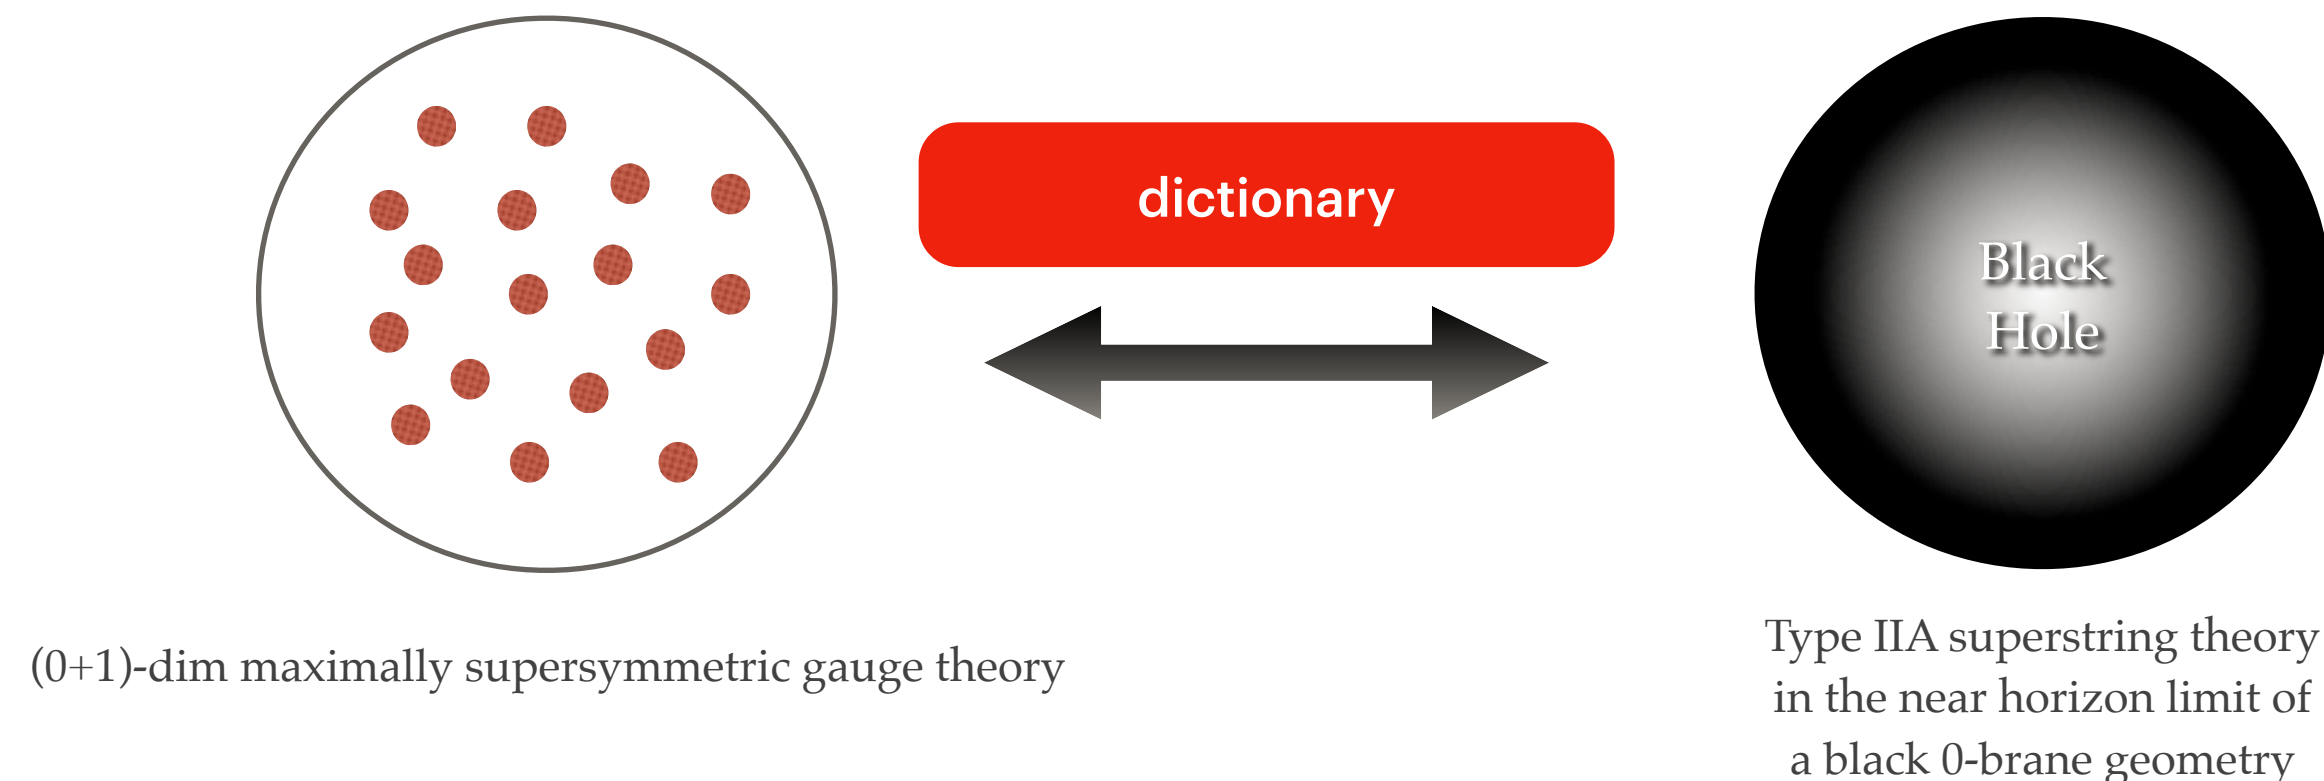 dictionary
Black
Hole
(0+1)-dim maximally supersymmetric gauge theory
Type IIA superstring theory
in the near horizon limit of
a black 0-brane geometry